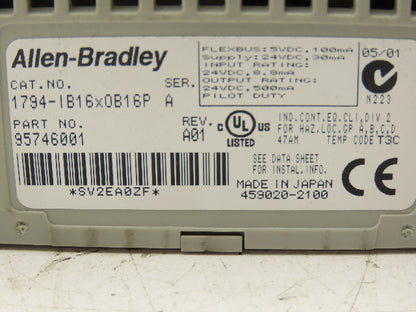 Allen-Bradley
FLEXBUS:5VDC, 100mA
Supply:24VDC, 30mA
INPUT RATING:
24VDC, 8.8mA
OUTPUT RATING:
24VDC, 500mA
PILOT DUTY
05/01
N223
CAT.NO. SER.
1794-IB16xOB16P A
PART NO. REV.
95746001 A01
c UL US
LISTED
IND.CONT.EQ.CLI,DIV 2
FOR HAZ.LOC.GP A,B,C,D
47AM TEMP CODE T3C
SEE DATA SHEET
FOR INSTAL.INFO.
MADE IN JAPAN
459020-2100
CE
*SV2EA0ZF*